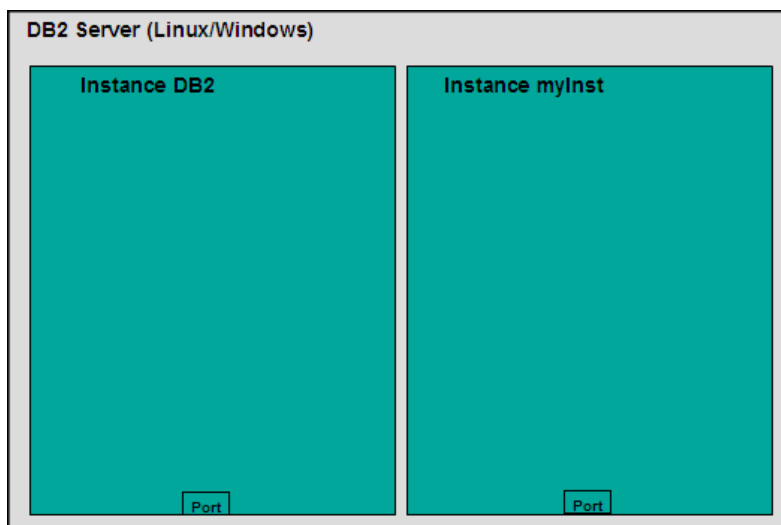 DB2 Server (Linux/Windows)
Instance DB2
Instance myInst
Port
Port